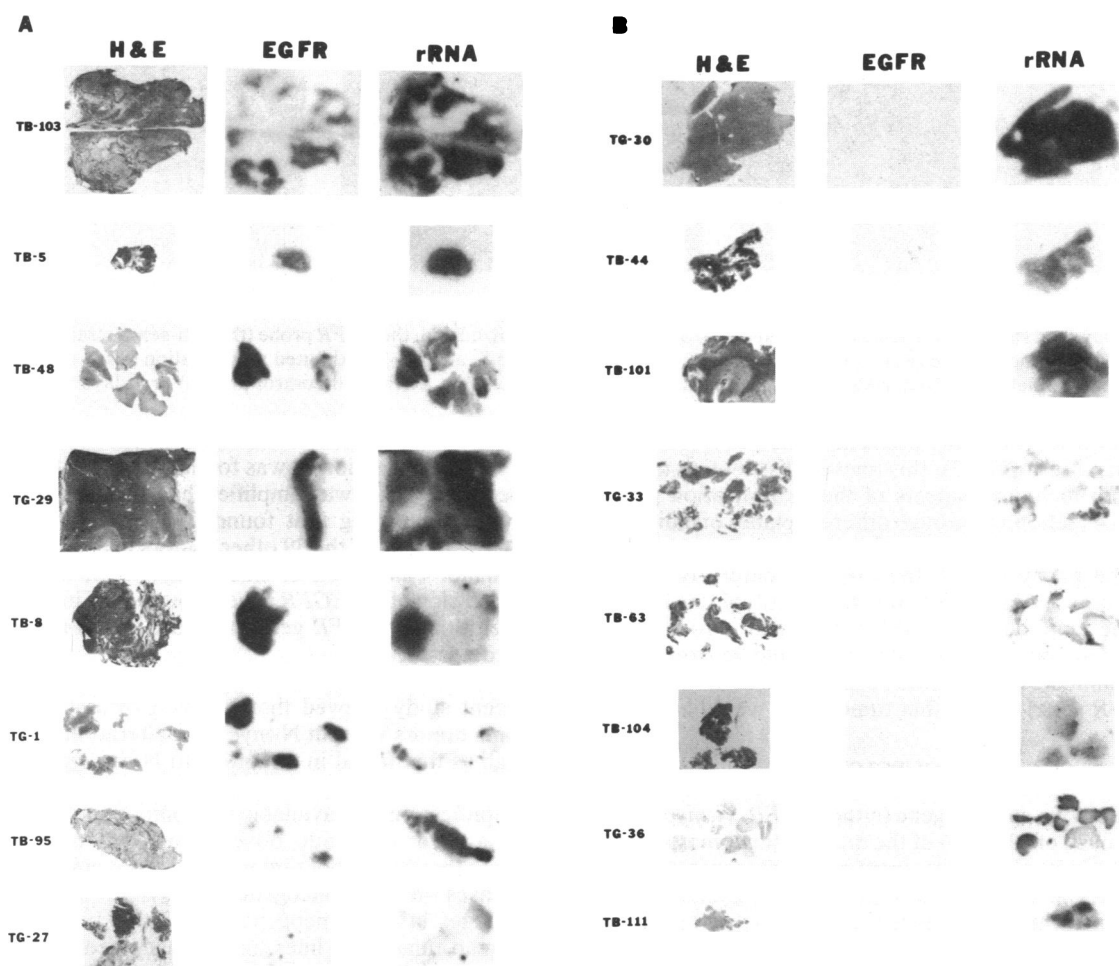 A
H & E EGFR rRNA
TB-103
TB-5
TB-48
TG-29
TB-8
TG-1
TB-95
TG-27
B
H & E EGFR rRNA
TG-30
TB-44
TB-101
TG-33
TB-63
TB-104
TG-36
TB-111